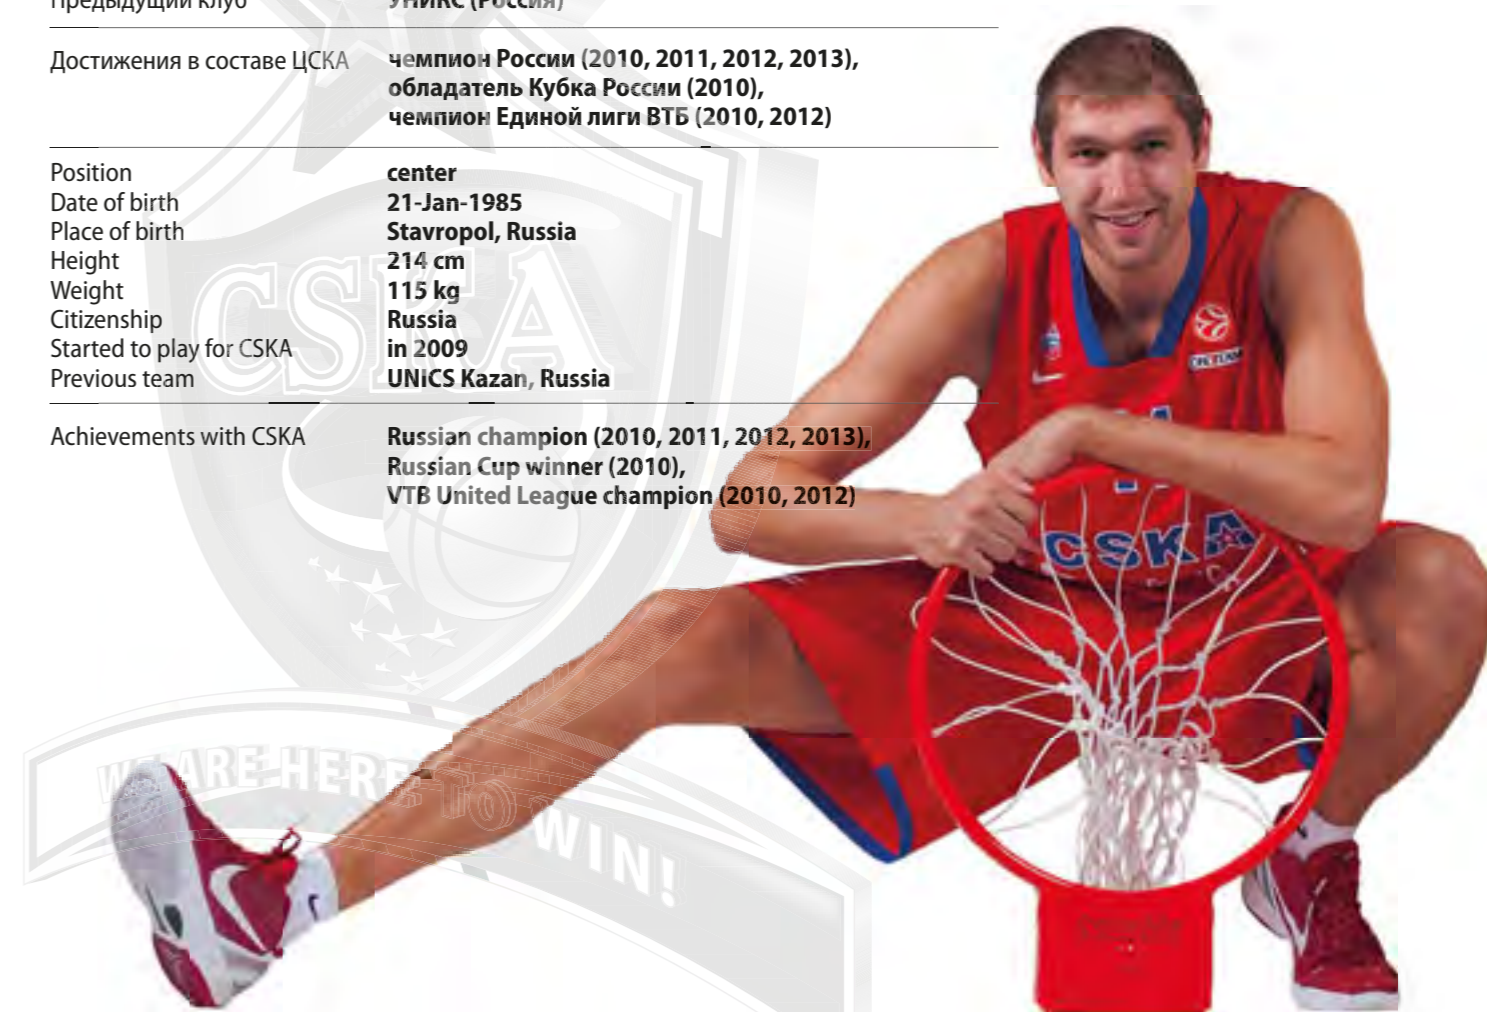 Предыдущий клуб УНИКС (Россия)
Достижения в составе ЦСКА чемпион России (2010, 2011, 2012, 2013),
обладатель Кубка России (2010),
чемпион Единой лиги ВТБ (2010, 2012)
Position center
Date of birth 21-Jan-1985
Place of birth Stavropol, Russia
Height 214 cm
Weight 115 kg
Citizenship Russia
Started to play for CSKA in 2009
Previous team UNICS Kazan, Russia
Achievements with CSKA Russian champion (2010, 2011, 2012, 2013),
Russian Cup winner (2010),
VTB United League champion (2010, 2012)
CSKA
WE ARE HERE TO WIN!
CSKA